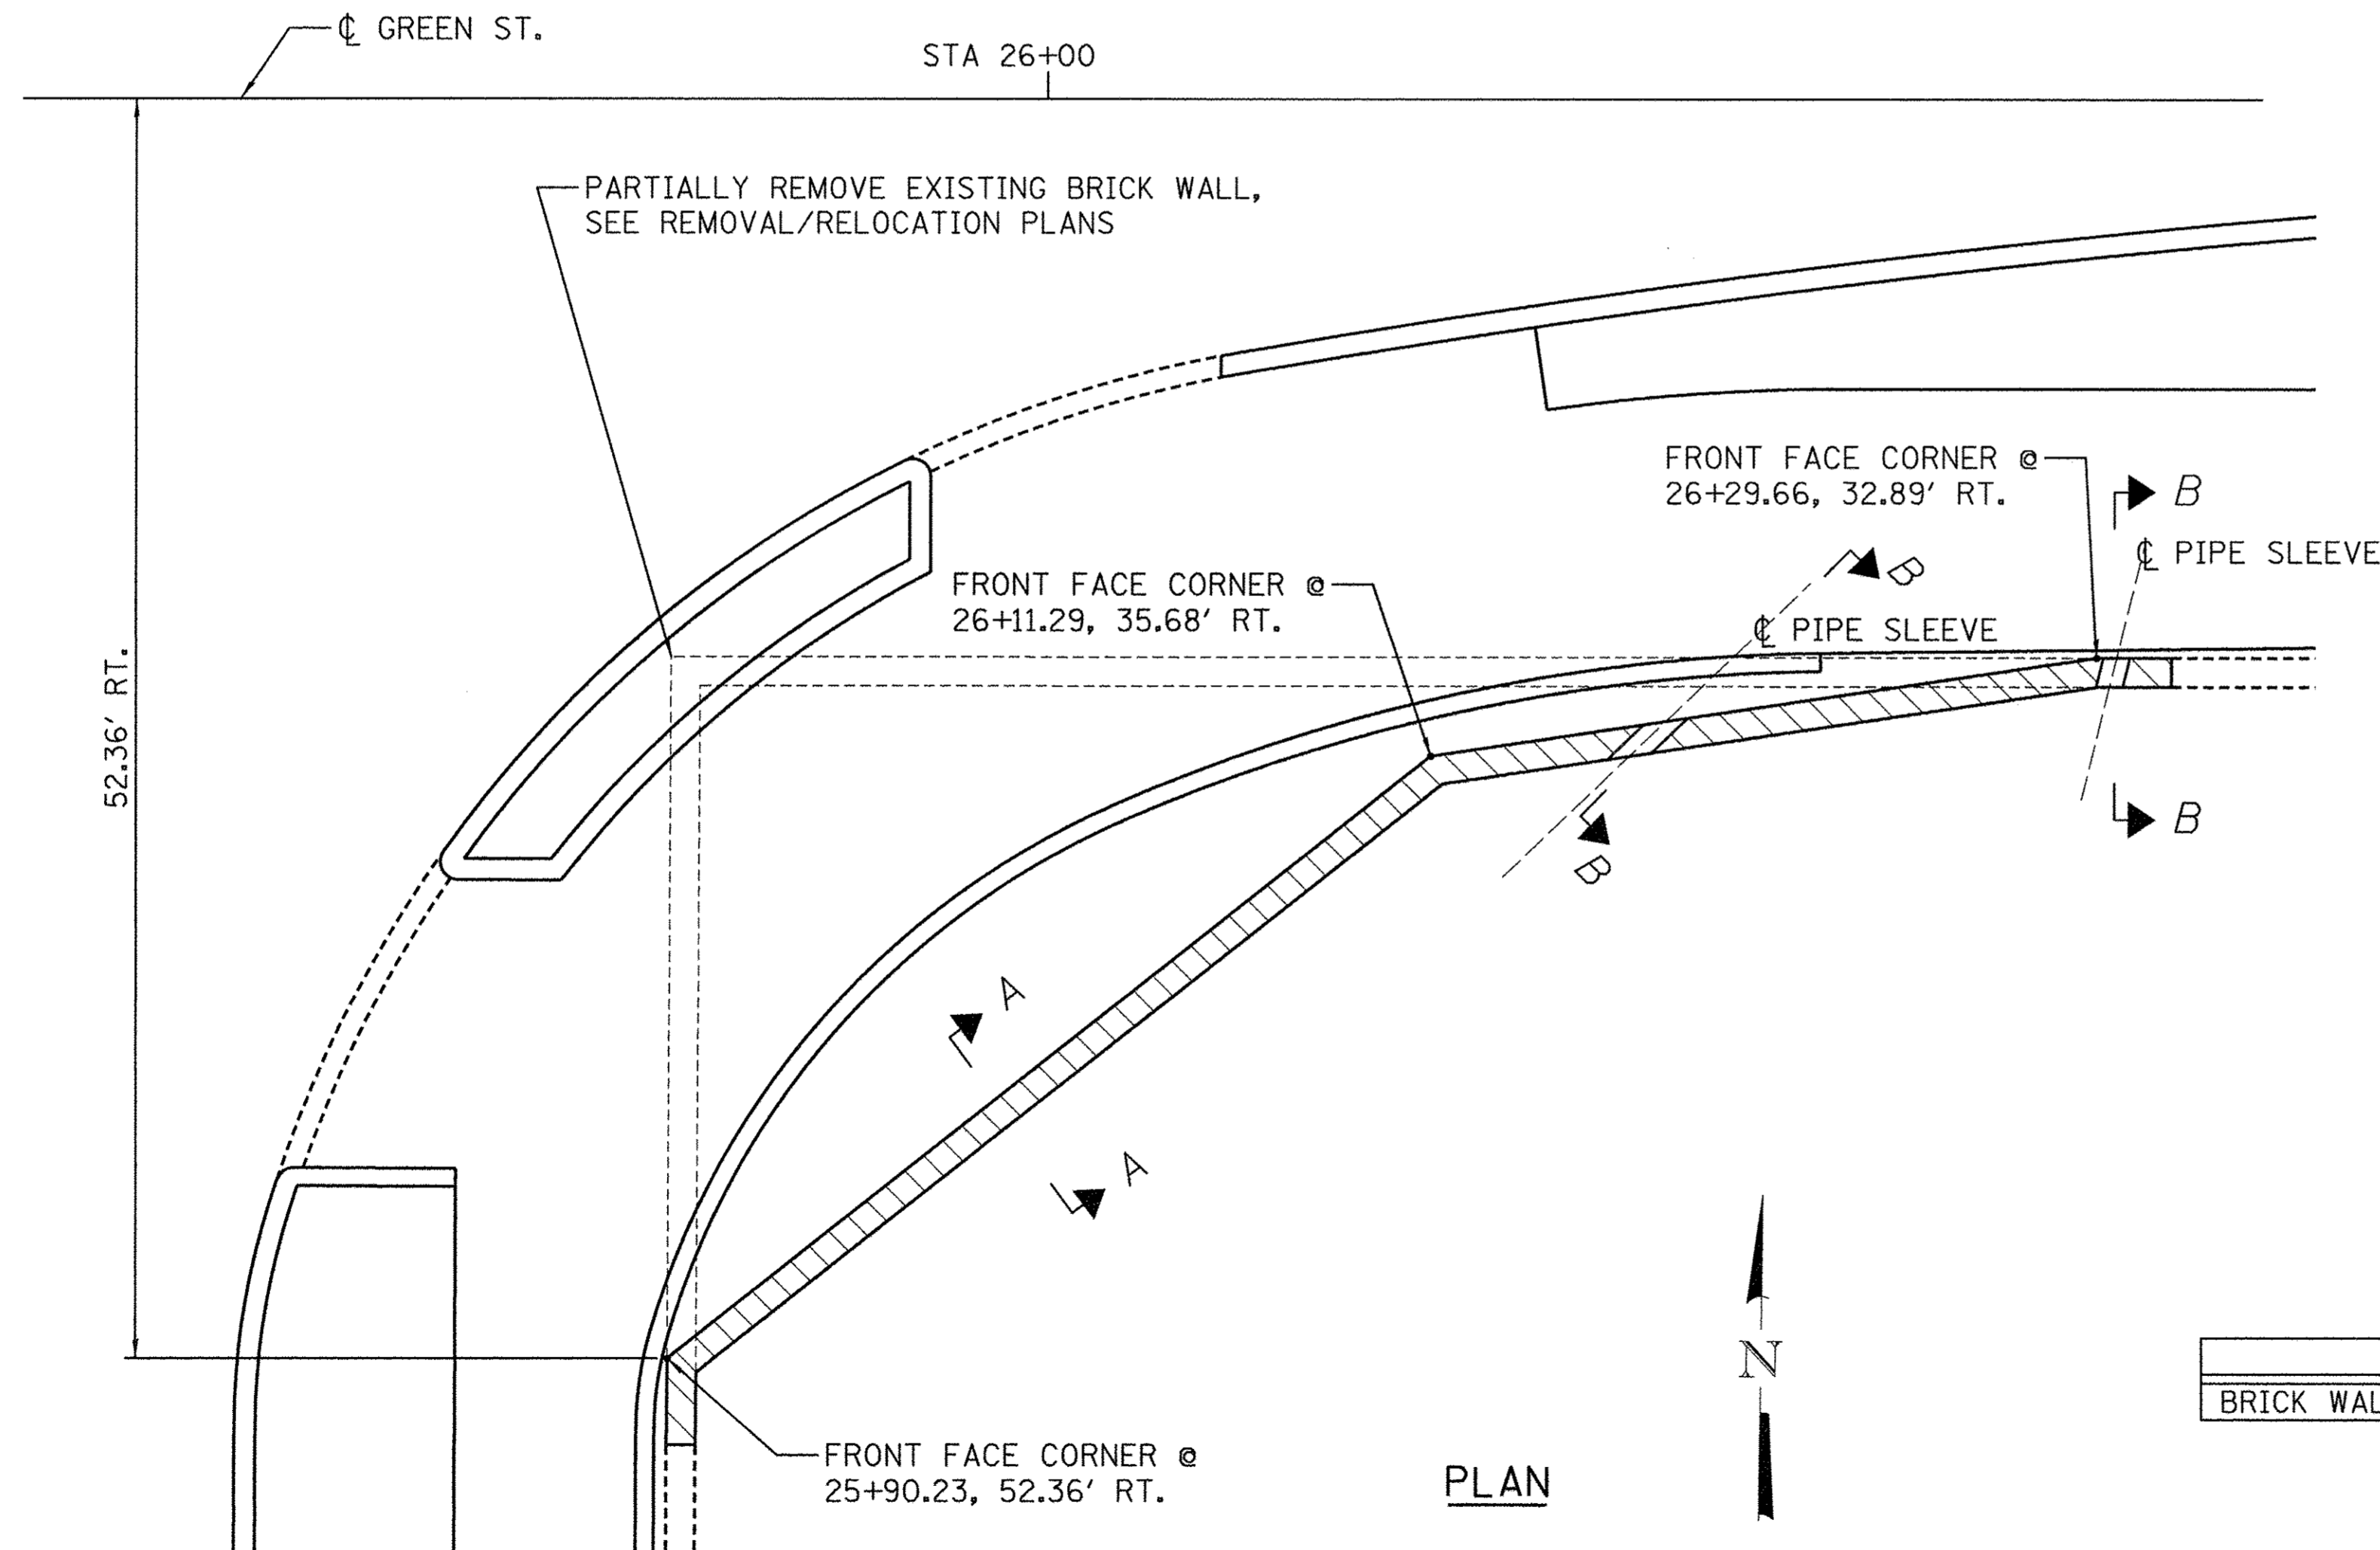 ℄ GREEN ST.
STA 26+00
PARTIALLY REMOVE EXISTING BRICK WALL,
SEE REMOVAL/RELOCATION PLANS
FRONT FACE CORNER @
26+29.66, 32.89' RT.
B
℄ PIPE SLEEVE
B
FRONT FACE CORNER @
26+11.29, 35.68' RT.
℄ PIPE SLEEVE
52.36' RT.
B
B
A
A
N
BRICK WAL
FRONT FACE CORNER @
25+90.23, 52.36' RT.
PLAN